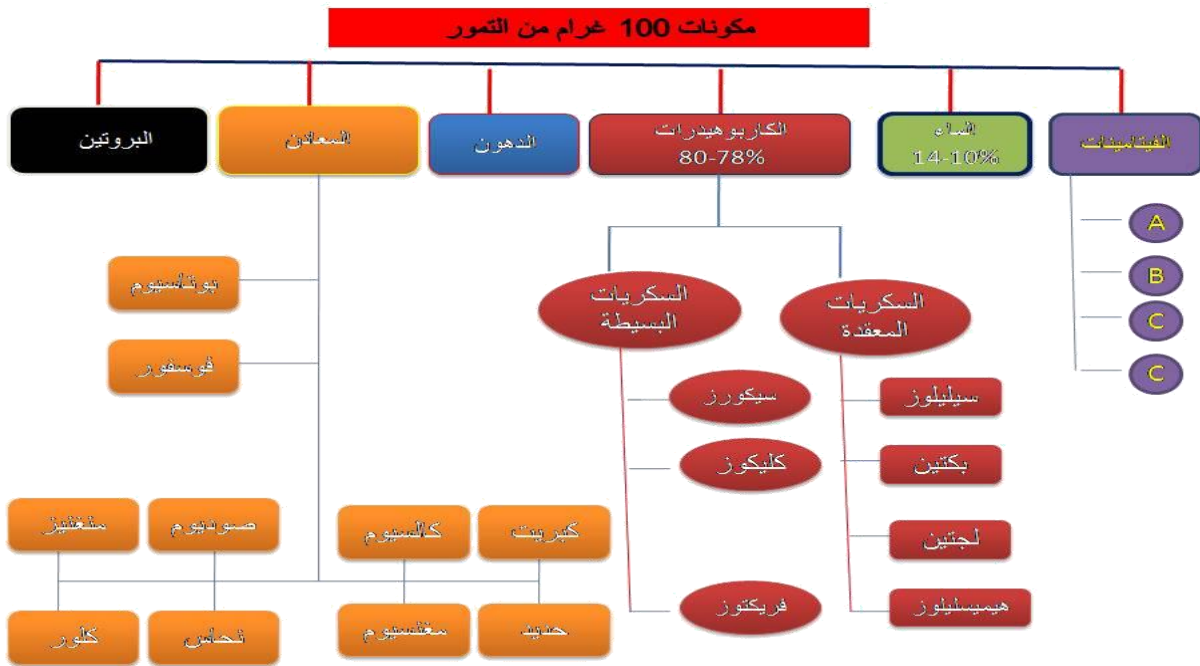 مكونات 100 غرام من التمور
الفيتامينات
الماء
14-10%
الكاربوهيدرات
80-78%
الدهون
المعادن
البروتين
A
B
C
C
السكريات
المعقدة
سيليلوز
بكتين
لجتين
هيميسليلوز
السكريات
البسيطة
سيكورز
كليكوز
فريكتوز
بوتاسيوم
فوسفور
كبريت
كالسيوم
صوديوم
منغنيز
حديد
مغنسيوم
نحاس
كلور